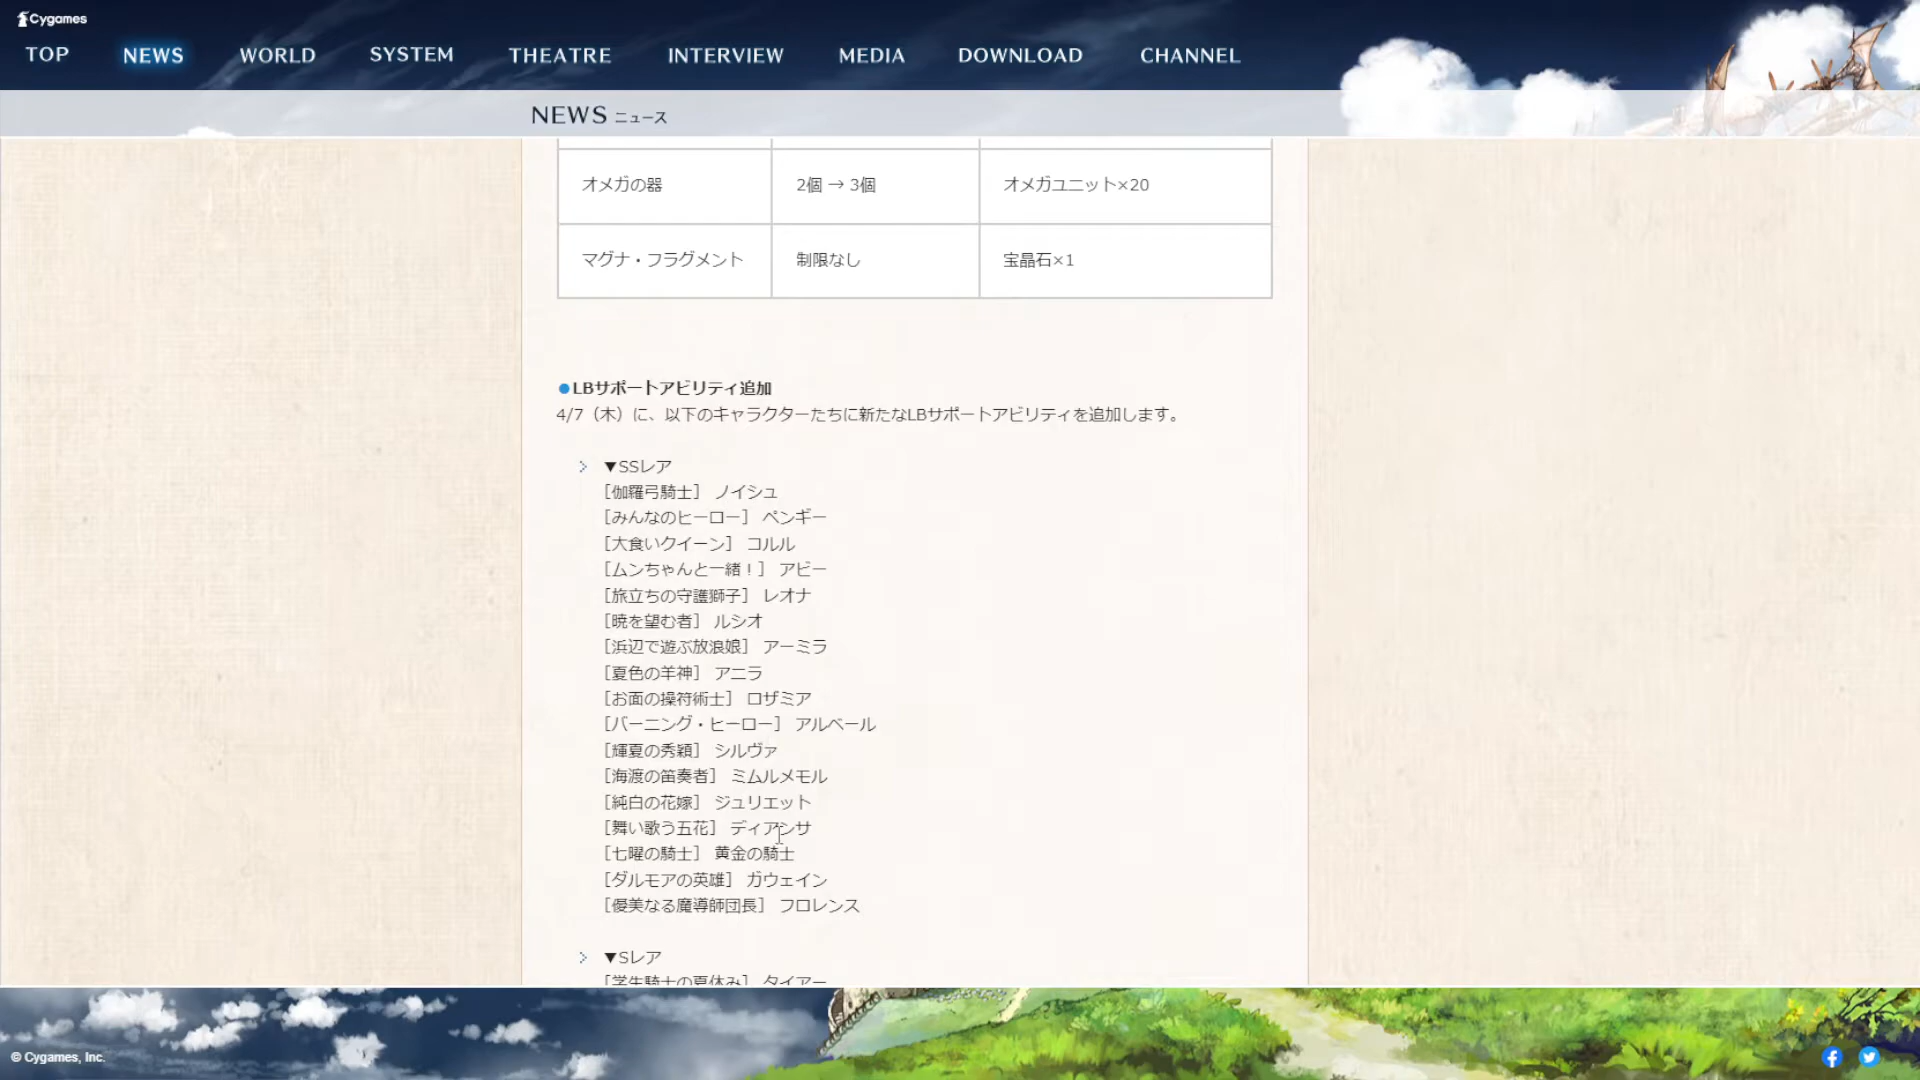 Cygames
TOP NEWS WORLD SYSTEM THEATRE INTERVIEW MEDIA DOWNLOAD CHANNEL
NEWS ニュース
オメガの器 2個 → 3個 オメガユニット×20
マグナ・フラグメント 制限なし 宝晶石×1
●LBサポートアビリティ追加
4/7（木）に、以下のキャラクターたちに新たなLBサポートアビリティを追加します。
▼SSレア
［伽羅弓騎士］ ノイシュ
［みんなのヒーロー］ ペンギー
［大食いクイーン］ コルル
［ムンちゃんと一緒！］ アビー
［旅立ちの守護獅子］ レオナ
［暁を望む者］ ルシオ
［浜辺で遊ぶ放浪娘］ アーミラ
［夏色の羊神］ アニラ
［お面の操符術士］ ロザミア
［バーニング・ヒーロー］ アルベール
［輝夏の秀穎］ シルヴァ
［海渡の笛奏者］ ミムルメモル
［純白の花嫁］ ジュリエット
［舞い歌う五花］ ディアンサ
［七曜の騎士］ 黄金の騎士
［ダルモアの英雄］ ガウェイン
［優美なる魔導師団長］ フロレンス
▼Sレア
［学生騎士の夏休み］ タイアー
© Cygames, Inc.